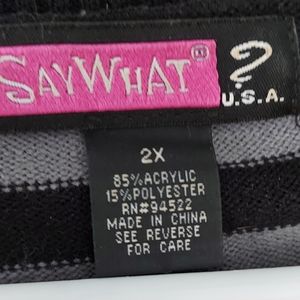 SAYWHAT® ?
U.S.A.
2X
85%ACRYLIC
15%POLYESTER
RN#94522
MADE IN CHINA
SEE REVERSE
FOR CARE